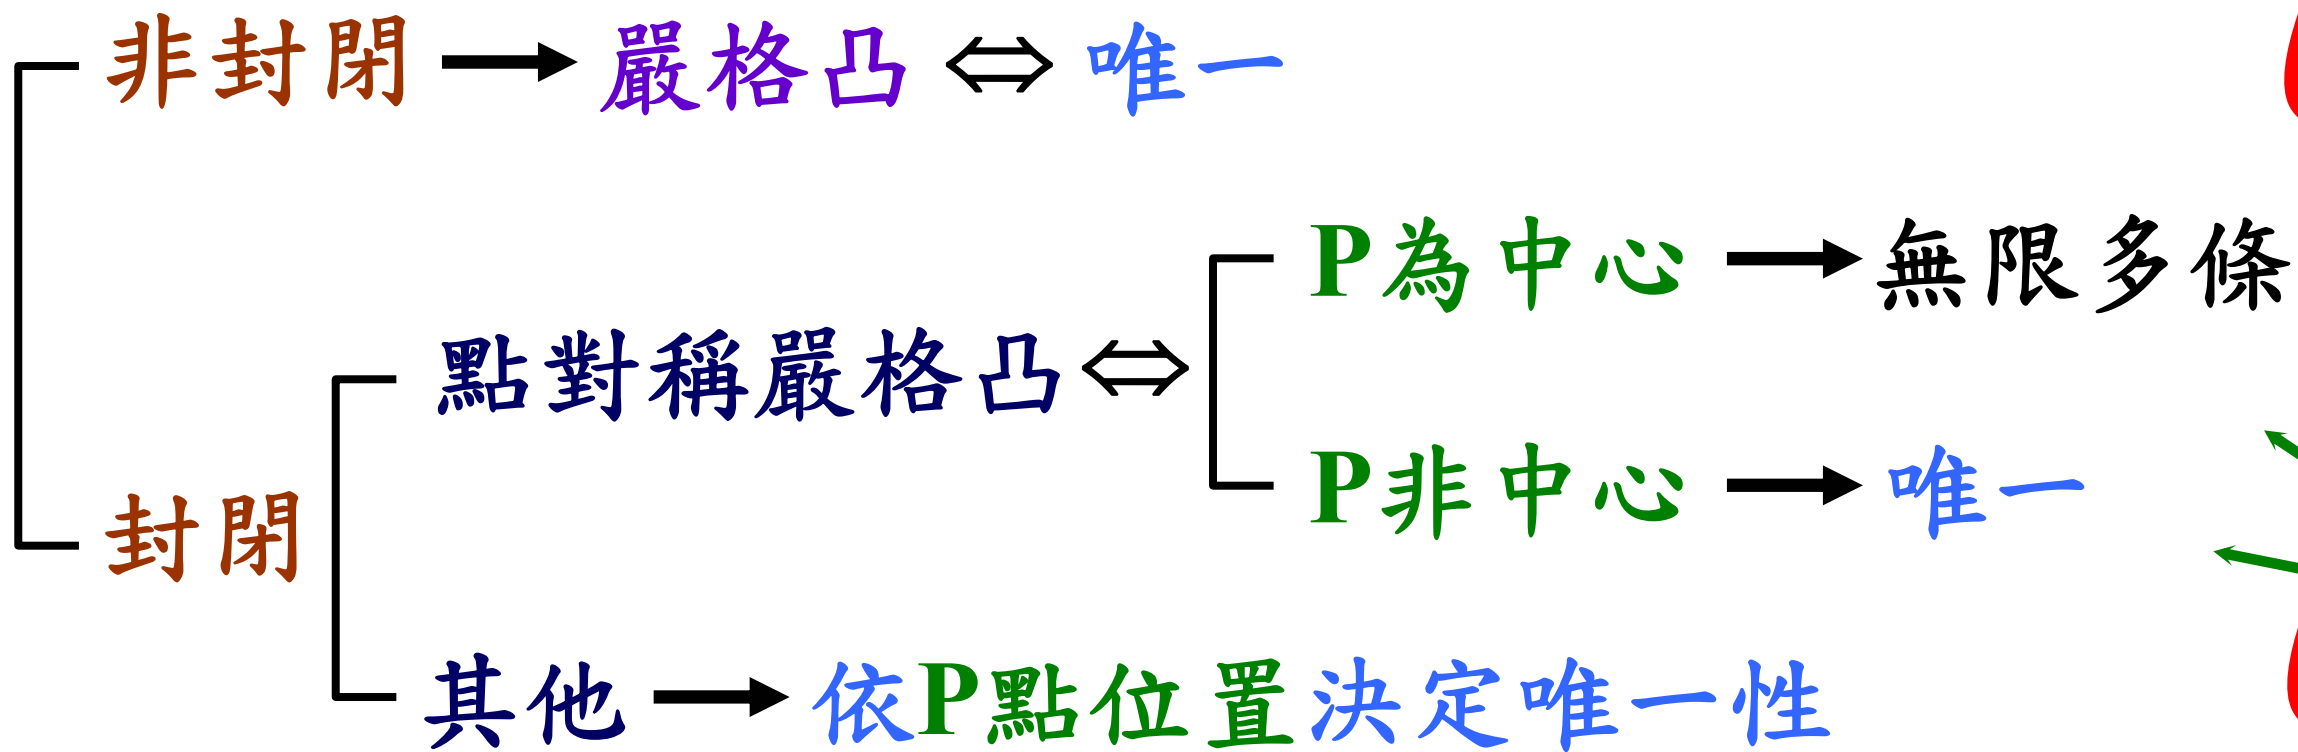 非封閉 → 嚴格凸 ⇔ 唯一
P為中心 → 無限多條
點對稱嚴格凸 ⇔
P非中心 → 唯一
封閉
其他 → 依P點位置決定唯一性